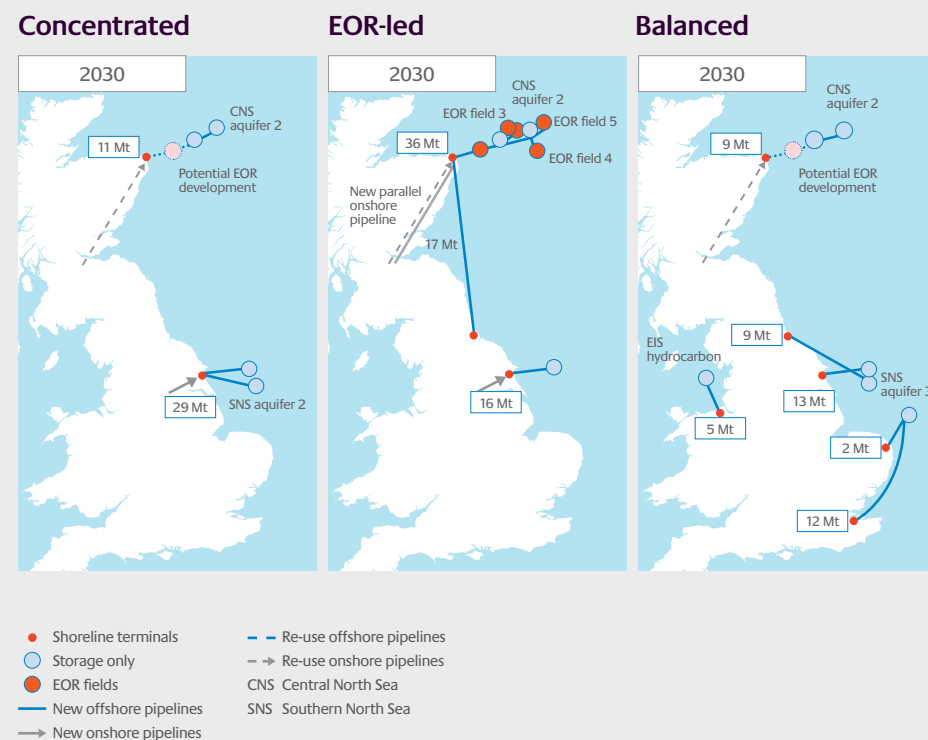 Concentrated
2030
CNS
aquifer 2
11 Mt
Potential EOR
development
29 Mt
SNS aquifer 2
EOR-led
2030
CNS
aquifer 2
EOR field 3
EOR field 5
36 Mt
EOR field 4
New parallel
onshore
pipeline
17 Mt
16 Mt
Balanced
2030
CNS
aquifer 2
9 Mt
Potential EOR
development
9 Mt
EIS
hydrocarbon
SNS
aquifer 3
13 Mt
5 Mt
2 Mt
12 Mt
Shoreline terminals
Storage only
EOR fields
New offshore pipelines
New onshore pipelines
Re-use offshore pipelines
Re-use onshore pipelines
CNS Central North Sea
SNS Southern North Sea